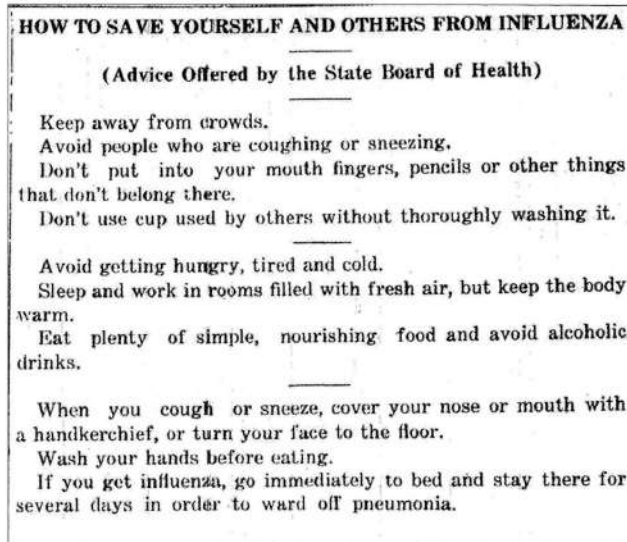 HOW TO SAVE YOURSELF AND OTHERS FROM INFLUENZA
(Advice Offered by the State Board of Health)
Keep away from crowds.
Avoid people who are coughing or sneezing.
Don't put into your mouth fingers, pencils or other things
that don't belong there.
Don't use cup used by others without thoroughly washing it.
Avoid getting hungry, tired and cold.
Sleep and work in rooms filled with fresh air, but keep the body
warm.
Eat plenty of simple, nourishing food and avoid alcoholic
drinks.
When you cough or sneeze, cover your nose or mouth with
a handkerchief, or turn your face to the floor.
Wash your hands before eating.
If you get influenza, go immediately to bed and stay there for
several days in order to ward off pneumonia.